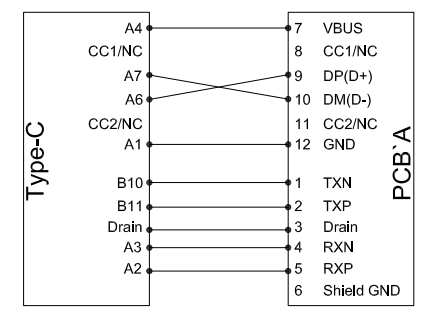 Type-C
A4
CC1/NC
A7
A6
CC2/NC
A1
B10
B11
Drain
A3
A2
7 VBUS
8 CC1/NC
9 DP(D+)
10 DM(D-)
11 CC2/NC
12 GND
1 TXN
2 TXP
3 Drain
4 RXN
5 RXP
6 Shield GND
PCB`A